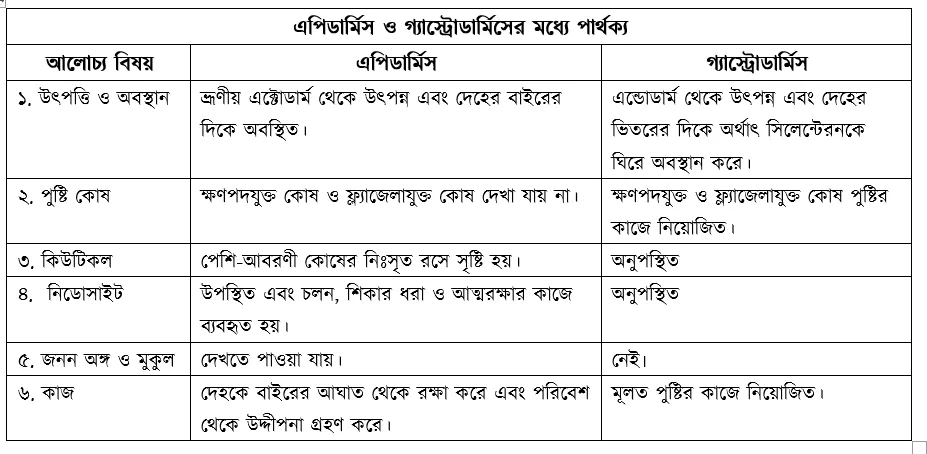 এপিডার্মিস ও গ্যাস্ট্রোডার্মিসের মধ্যে পার্থক্য
আলোচ্য বিষয়
এপিডার্মিস
গ্যাস্ট্রোডার্মিস
১. উৎপত্তি ও অবস্থান
ভ্রূণীয় এক্টোডার্ম থেকে উৎপন্ন এবং দেহের বাইরের
দিকে অবস্থিত।
এন্ডোডার্ম থেকে উৎপন্ন এবং দেহের
ভিতরের দিকে অর্থাৎ সিলেন্টেরনকে
ঘিরে অবস্থান করে।
২. পুষ্টি কোষ
ক্ষণপদযুক্ত কোষ ও ফ্ল্যাজেলাযুক্ত কোষ দেখা যায় না।
ক্ষণপদযুক্ত ও ফ্ল্যাজেলাযুক্ত কোষ পুষ্টির
কাজে নিয়োজিত।
৩. কিউটিকল
পেশি-আবরণী কোষের নিঃসৃত রসে সৃষ্টি হয়।
অনুপস্থিত
৪. নিডোসাইট
উপস্থিত এবং চলন, শিকার ধরা ও আত্মরক্ষার কাজে
ব্যবহৃত হয়।
অনুপস্থিত
৫. জনন অঙ্গ ও মুকুল
দেখতে পাওয়া যায়।
নেই।
৬. কাজ
দেহকে বাইরের আঘাত থেকে রক্ষা করে এবং পরিবেশ
থেকে উদ্দীপনা গ্রহণ করে।
মূলত পুষ্টির কাজে নিয়োজিত।